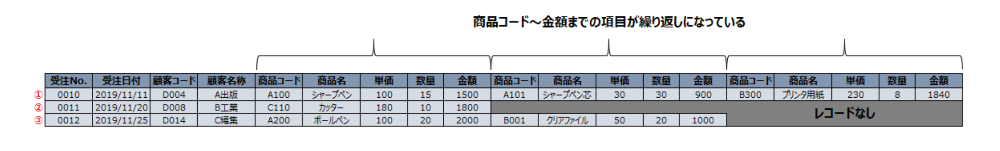 商品コード～金額までの項目が繰り返しになっている
受注No. 受注日付 顧客コード 顧客名称 商品コード 商品名 単価 数量 金額 商品コード 商品名 単価 数量 金額 商品コード 商品名 単価 数量 金額
① 0010 2019/11/11 D004 A出版 A100 シャープペン 100 15 1500 A101 シャープペン芯 30 30 900 B300 プリンタ用紙 230 8 1840
② 0011 2019/11/20 D008 B工業 C110 カッター 180 10 1800
レコードなし
③ 0012 2019/11/25 D014 C編集 A200 ボールペン 100 20 2000 B001 クリアファイル 50 20 1000